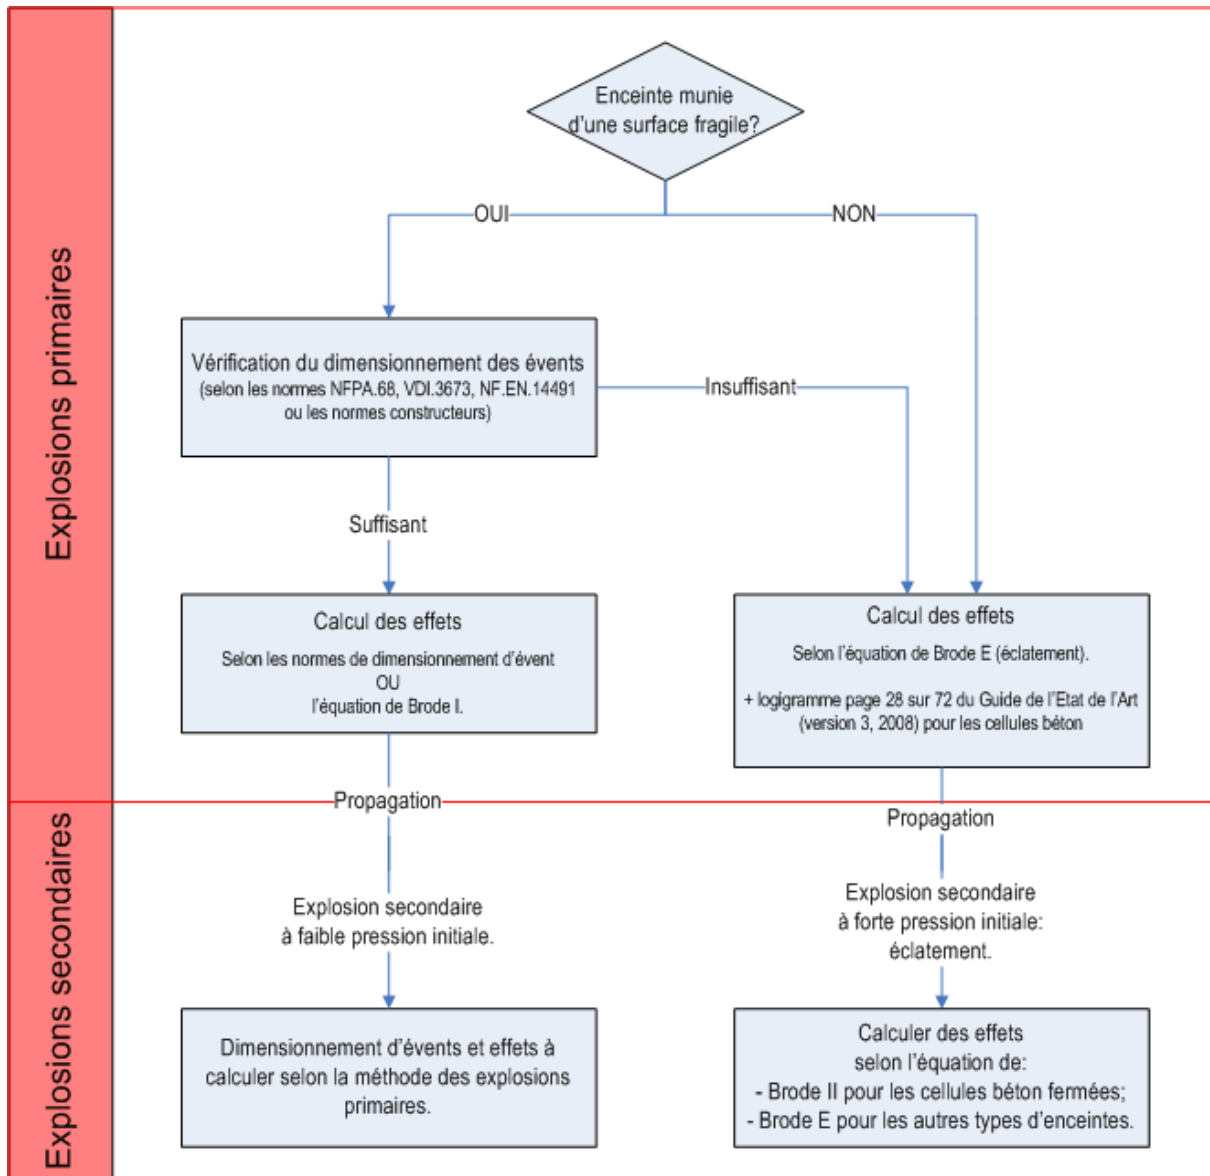 Explosions primaires
Enceinte munie
d'une surface fragile?
OUI
NON
Vérification du dimensionnement des évents
(selon les normes NFPA.68, VDI.3673, NF.EN.14491
ou les normes constructeurs)
Insuffisant
Suffisant
Calcul des effets
Selon les normes de dimensionnement d'évent
OU
l'équation de Brode I.
Calcul des effets
Selon l'équation de Brode E (éclatement).
+ logigramme page 28 sur 72 du Guide de l'Etat de l'Art
(version 3, 2008) pour les cellules béton
Explosions secondaires
Propagation
Propagation
Explosion secondaire
à faible pression initiale.
Explosion secondaire
à forte pression initiale:
éclatement.
Dimensionnement d'évents et effets à
calculer selon la méthode des explosions
primaires.
Calculer des effets
selon l'équation de:
- Brode II pour les cellules béton fermées;
- Brode E pour les autres types d'enceintes.